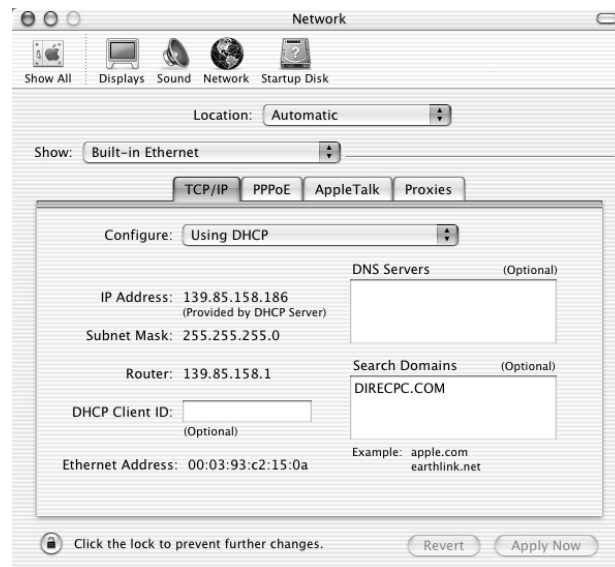 Network
Show All Displays Sound Network Startup Disk
Location: Automatic
Show: Built-in Ethernet
TCP/IP PPPoE AppleTalk Proxies
Configure: Using DHCP
DNS Servers (Optional)
IP Address: 139.85.158.186
(Provided by DHCP Server)
Subnet Mask: 255.255.255.0
Router: 139.85.158.1
Search Domains (Optional)
DIRECPC.COM
DHCP Client ID:
(Optional)
Example: apple.com
earthlink.net
Ethernet Address: 00:03:93:c2:15:0a
Click the lock to prevent further changes.
Revert Apply Now